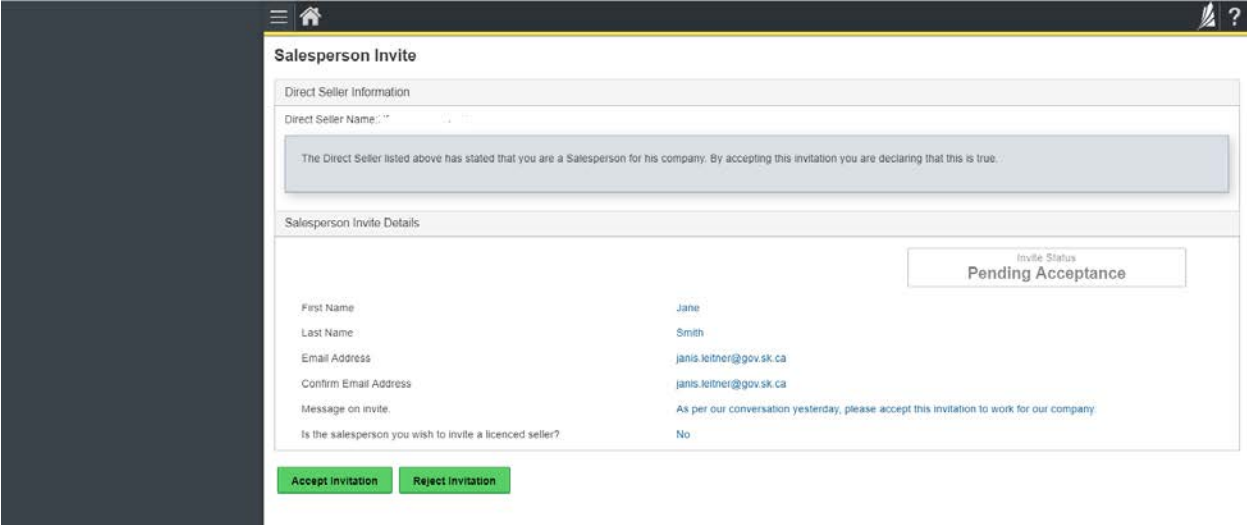 ?
Salesperson Invite
Direct Seller Information
Direct Seller Name:
The Direct Seller listed above has stated that you are a Salesperson for his company. By accepting this invitation you are declaring that this is true.
Salesperson Invite Details
Invite Status
Pending Acceptance
First Name Jane
Last Name Smith
Email Address janis.leitner@gov.sk.ca
Confirm Email Address janis.leitner@gov.sk.ca
Message on invite. As per our conversation yesterday, please accept this invitation to work for our company.
Is the salesperson you wish to invite a licenced seller? No
Accept Invitation Reject Invitation